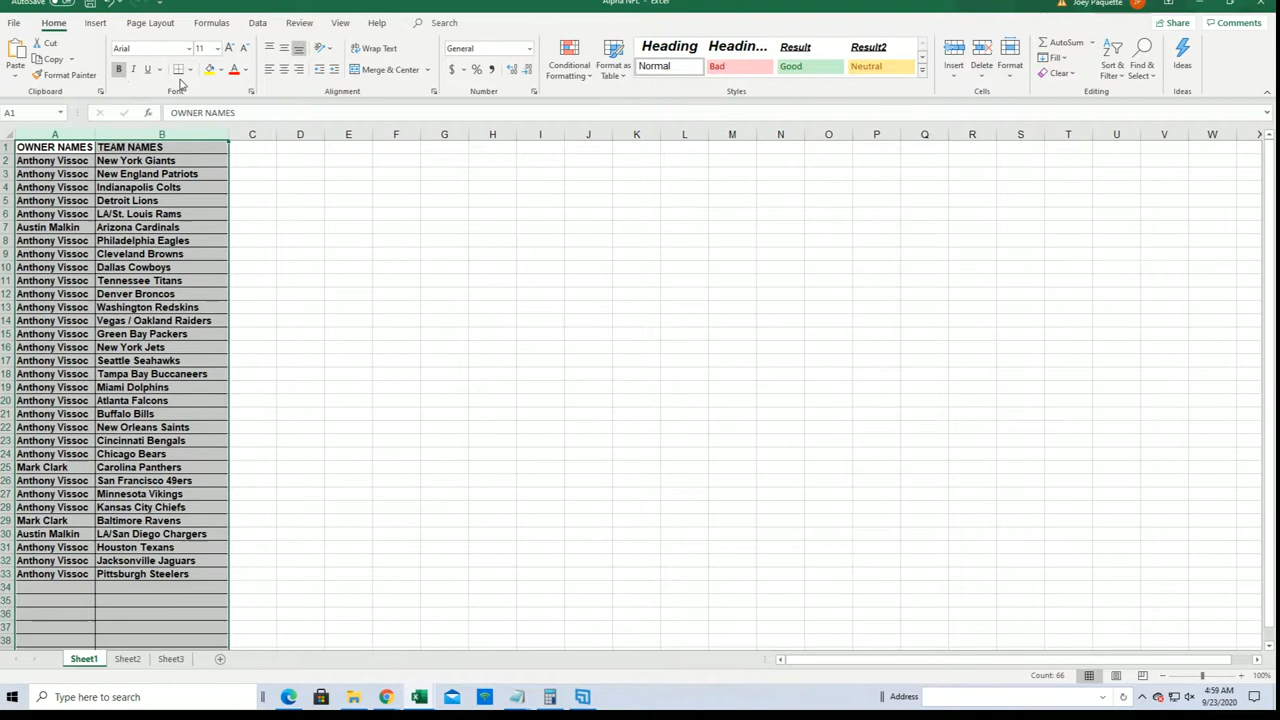 AutoSave Off Alpha NFL - Excel Joey Paquette JP
File Home Insert Page Layout Formulas Data Review View Help Search Share Comments
Paste Cut Copy Format Painter Clipboard
Arial 11 A A B I U A Font
Wrap Text Merge & Center Alignment
General $ % Number
Conditional Formatting Format as Table Heading Headin... Result Result2 Normal Bad Good Neutral Styles
Insert Delete Format Cells
AutoSum Fill Clear Sort & Filter Find & Select Editing
Ideas Ideas
A1 fx OWNER NAMES
A B C D E F G H I J K L M N O P Q R S T U V W X
1 OWNER NAMES TEAM NAMES
2 Anthony Vissoc New York Giants
3 Anthony Vissoc New England Patriots
4 Anthony Vissoc Indianapolis Colts
5 Anthony Vissoc Detroit Lions
6 Anthony Vissoc LA/St. Louis Rams
7 Austin Malkin Arizona Cardinals
8 Anthony Vissoc Philadelphia Eagles
9 Anthony Vissoc Cleveland Browns
10 Anthony Vissoc Dallas Cowboys
11 Anthony Vissoc Tennessee Titans
12 Anthony Vissoc Denver Broncos
13 Anthony Vissoc Washington Redskins
14 Anthony Vissoc Vegas / Oakland Raiders
15 Anthony Vissoc Green Bay Packers
16 Anthony Vissoc New York Jets
17 Anthony Vissoc Seattle Seahawks
18 Anthony Vissoc Tampa Bay Buccaneers
19 Anthony Vissoc Miami Dolphins
20 Anthony Vissoc Atlanta Falcons
21 Anthony Vissoc Buffalo Bills
22 Anthony Vissoc New Orleans Saints
23 Anthony Vissoc Cincinnati Bengals
24 Anthony Vissoc Chicago Bears
25 Mark Clark Carolina Panthers
26 Anthony Vissoc San Francisco 49ers
27 Anthony Vissoc Minnesota Vikings
28 Anthony Vissoc Kansas City Chiefs
29 Mark Clark Baltimore Ravens
30 Austin Malkin LA/San Diego Chargers
31 Anthony Vissoc Houston Texans
32 Anthony Vissoc Jacksonville Jaguars
33 Anthony Vissoc Pittsburgh Steelers
34
35
36
37
38
Sheet1 Sheet2 Sheet3
Count: 66 100%
Type here to search Address 4:59 AM
9/23/2020